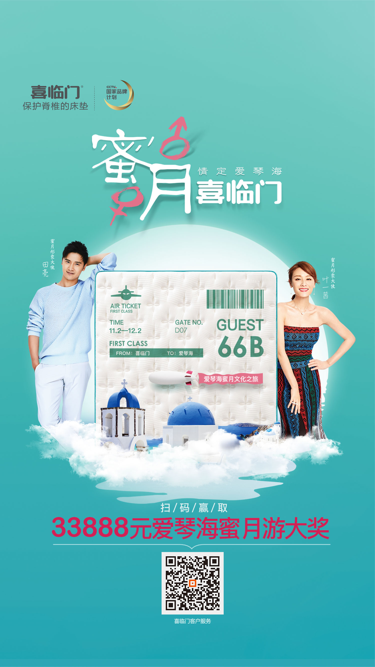 喜临门®
保护脊椎的床垫
国家品牌
计划
蜜月
情定爱琴海
喜临门
AIR TICKET
FIRST CLASS
TIME
11.2—12.2
GATE NO.
D07
GUEST
66B
FIRST CLASS
FROM: 喜临门
TO: 爱琴海
爱琴海蜜月文化之旅
扫/码/赢/取
33888元爱琴海蜜月游大奖
喜临门客户服务